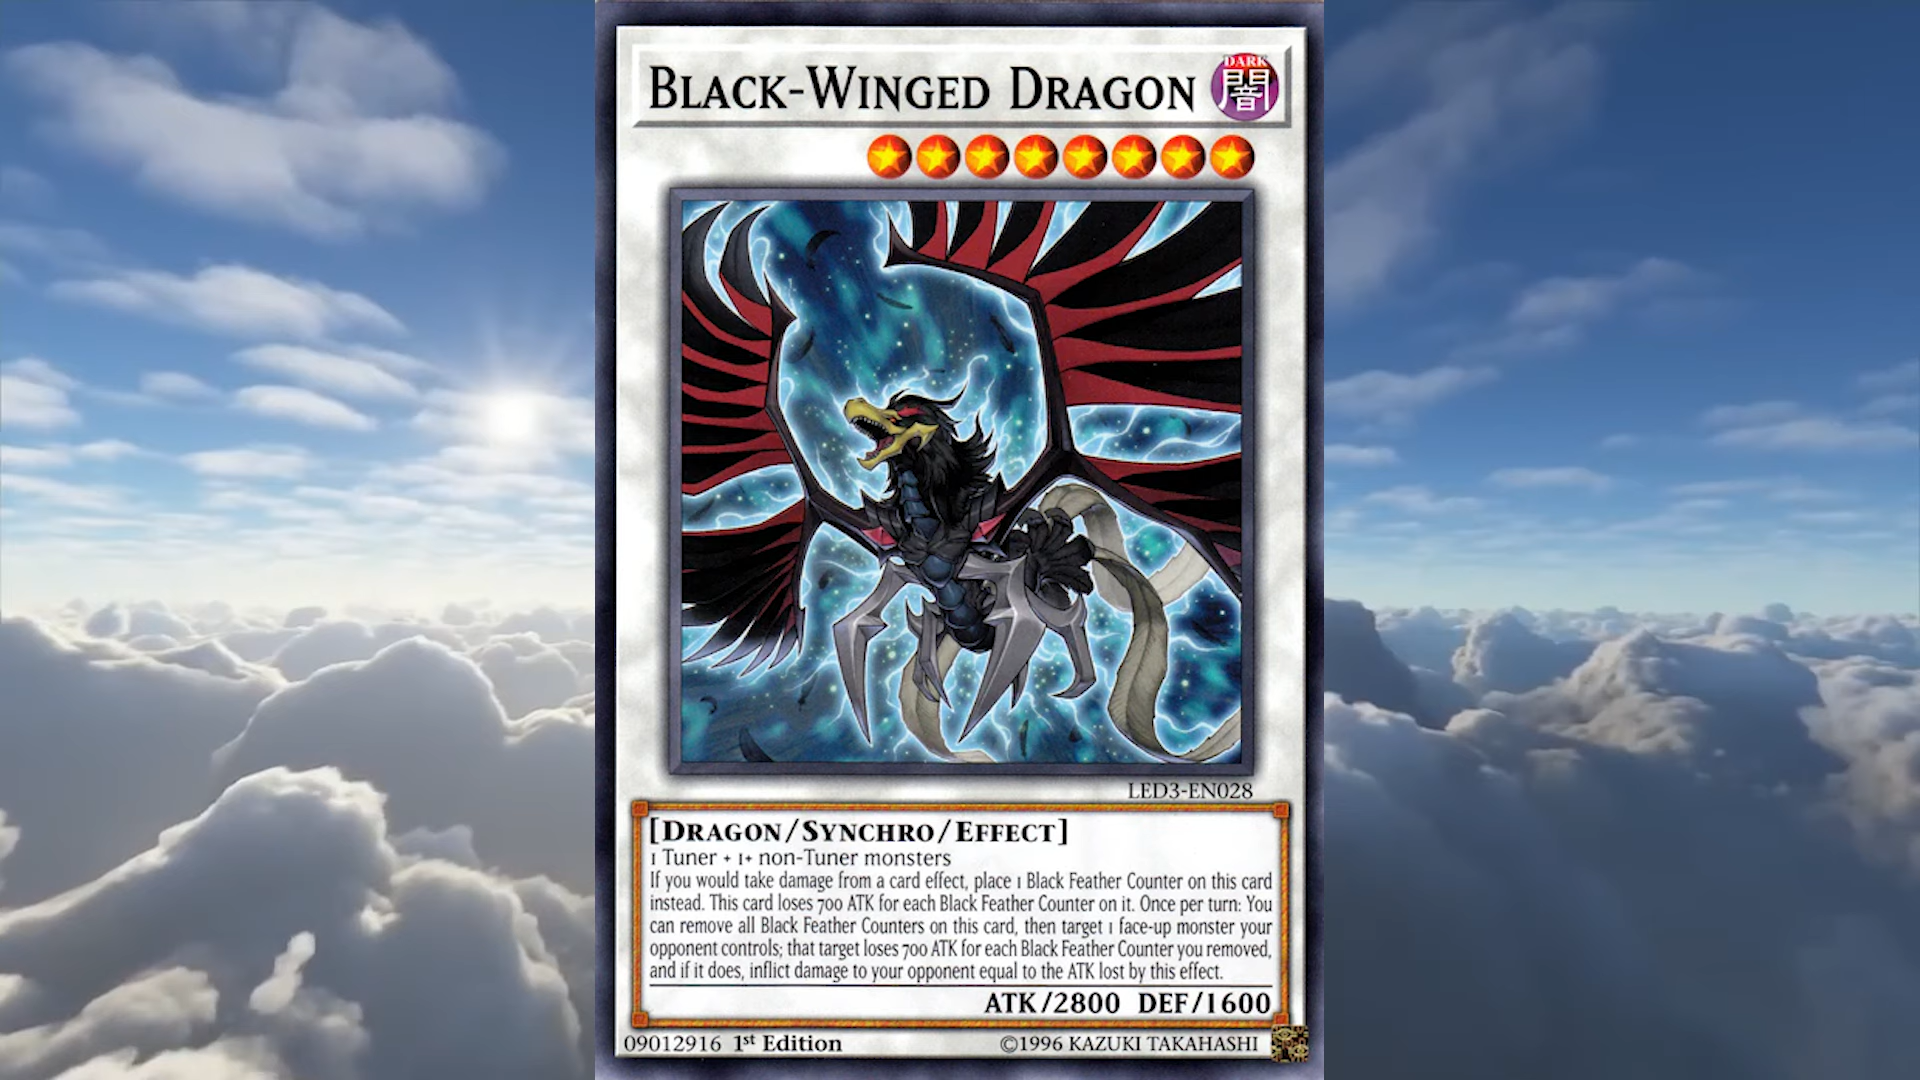 BLACK-WINGED DRAGON
DARK
闇
LED3-EN028
[DRAGON/SYNCHRO/EFFECT]
1 Tuner + 1+ non-Tuner monsters
If you would take damage from a card effect, place 1 Black Feather Counter on this card
instead. This card loses 700 ATK for each Black Feather Counter on it. Once per turn: You
can remove all Black Feather Counters on this card, then target 1 face-up monster your
opponent controls; that target loses 700 ATK for each Black Feather Counter you removed,
and if it does, inflict damage to your opponent equal to the ATK lost by this effect.
ATK/2800 DEF/1600
09012916 1st Edition ©1996 KAZUKI TAKAHASHI